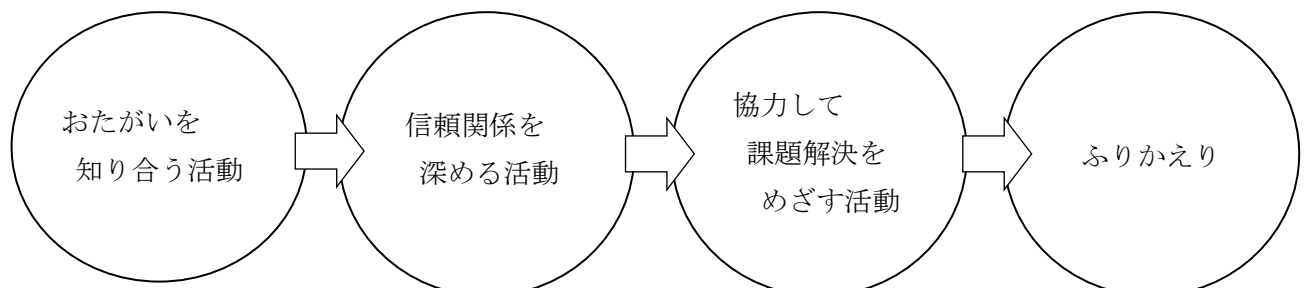 おたがいを
知り合う活動
信頼関係を
深める活動
協力して
課題解決を
めざす活動
ふりかえり